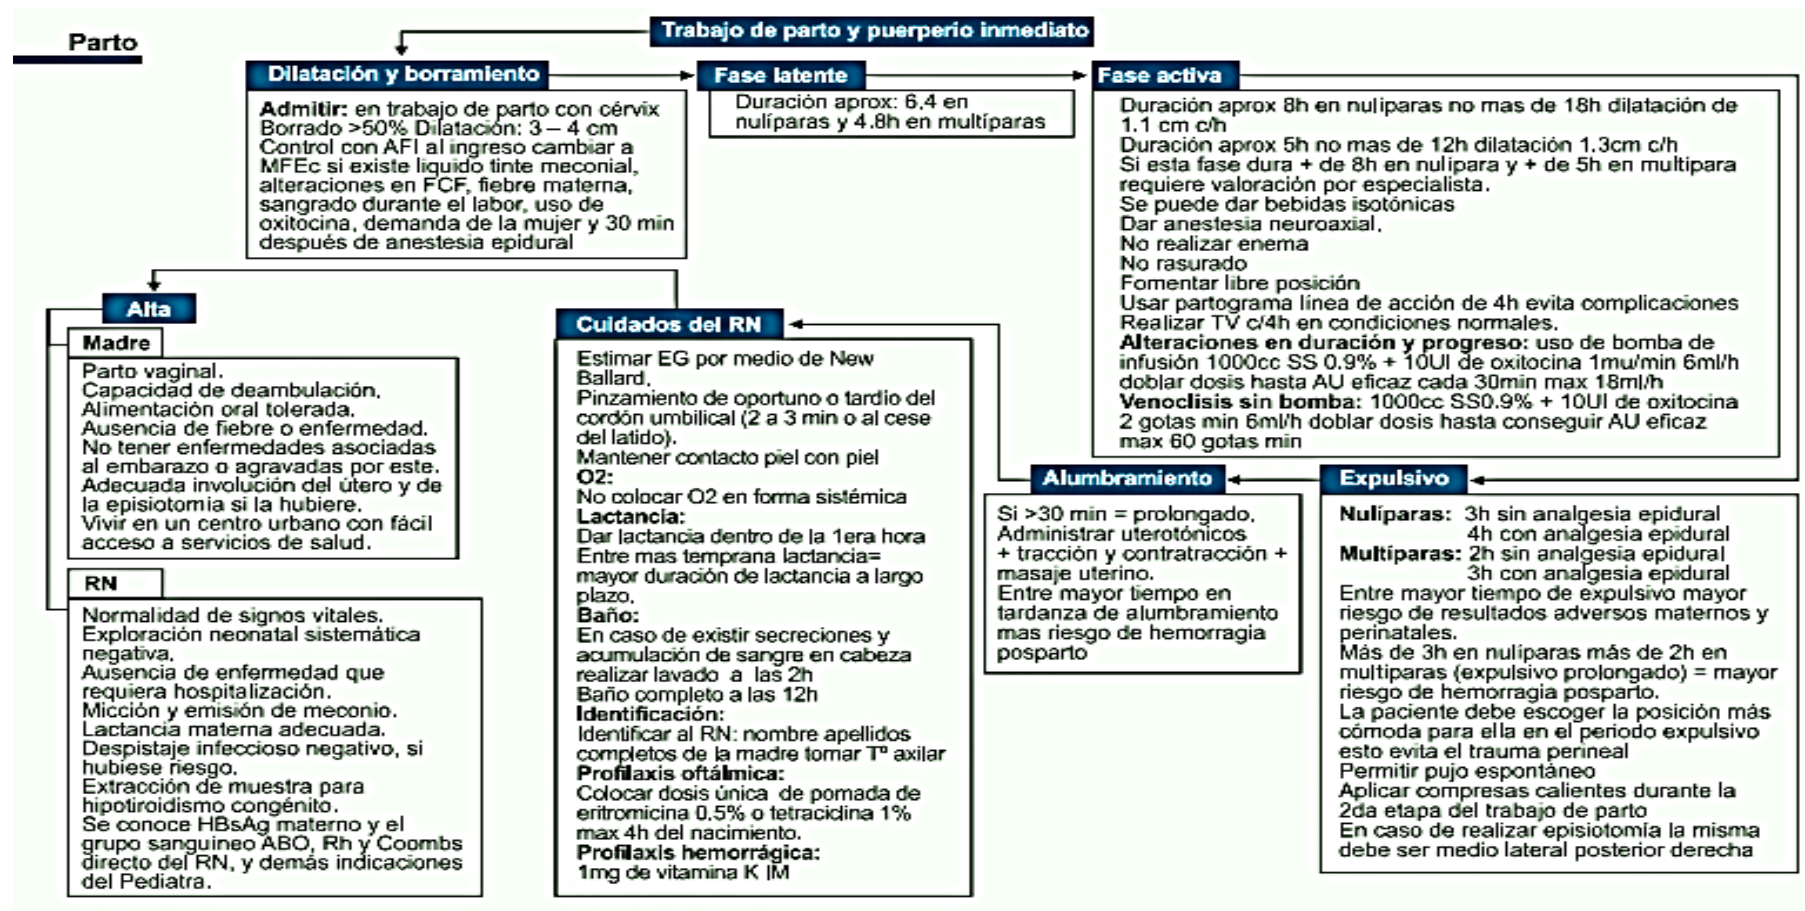 Parto
Trabajo de parto y puerperio inmediato
Dilatación y borramiento
Admitir: en trabajo de parto con cérvix
Borrado >50% Dilatación: 3 – 4 cm
Control con AFI al ingreso cambiar a
MFEc si existe liquido tinte meconial,
alteraciones en FCF, fiebre materna,
sangrado durante el labor, uso de
oxitocina, demanda de la mujer y 30 min
después de anestesia epidural
Fase latente
Duración aprox: 6.4 en
nulíparas y 4.8h en multíparas
Fase activa
Duración aprox 8h en nuliparas no mas de 18h dilatación de
1.1 cm c/h
Duración aprox 5h no mas de 12h dilatación 1.3cm c/h
Si esta fase dura + de 8h en nulipara y + de 5h en multipara
requiere valoración por especialista.
Se puede dar bebidas isotónicas
Dar anestesia neuroaxial,
No realizar enema
No rasurado
Fomentar libre posición
Usar partograma línea de acción de 4h evita complicaciones
Realizar TV c/4h en condiciones normales.
Alteraciones en duración y progreso: uso de bomba de
infusión 1000cc SS 0.9% + 10UI de oxitocina 1mu/min 6ml/h
doblar dosis hasta AU eficaz cada 30min max 18ml/h
Venoclisis sin bomba: 1000cc SS0.9% + 10UI de oxitocina
2 gotas min 6ml/h doblar dosis hasta conseguir AU eficaz
max 60 gotas min
Expulsivo
Nulíparas: 3h sin analgesia epidural
4h con analgesia epidural
Multíparas: 2h sin analgesia epidural
3h con analgesia epidural
Entre mayor tiempo de expulsivo mayor
riesgo de resultados adversos maternos y
perinatales.
Más de 3h en nulíparas más de 2h en
multiparas (expulsivo prolongado) = mayor
riesgo de hemorragia posparto.
La paciente debe escoger la posición más
cómoda para ella en el periodo expulsivo
esto evita el trauma perineal
Permitir pujo espontáneo
Aplicar compresas calientes durante la
2da etapa del trabajo de parto
En caso de realizar episiotomía la misma
debe ser medio lateral posterior derecha
Alumbramiento
Si >30 min = prolongado,
Administrar uterotónicos
+ tracción y contratracción +
masaje uterino.
Entre mayor tiempo en
tardanza de alumbramiento
mas riesgo de hemorragia
posparto
Cuidados del RN
Estimar EG por medio de New
Ballard,
Pinzamiento de oportuno o tardío del
cordón umbilical (2 a 3 min o al cese
del latido).
Mantener contacto piel con piel
O2:
No colocar O2 en forma sistémica
Lactancia:
Dar lactancia dentro de la 1era hora
Entre mas temprana lactancia=
mayor duración de lactancia a largo
plazo,
Baño:
En caso de existir secreciones y
acumulación de sangre en cabeza
realizar lavado a las 2h
Baño completo a las 12h
Identificación:
Identificar al RN: nombre apellidos
completos de la madre tomar Tº axilar
Profilaxis oftálmica:
Colocar dosis única de pomada de
eritromicina 0.5% o tetraciclina 1%
max 4h del nacimiento.
Profilaxis hemorrágica:
1mg de vitamina K IM
Alta
Madre
Parto vaginal.
Capacidad de deambulación,
Alimentación oral tolerada.
Ausencia de fiebre o enfermedad.
No tener enfermedades asociadas
al embarazo o agravadas por este.
Adecuada involución del útero y de
la episiotomia si la hubiere.
Vivir en un centro urbano con fácil
acceso a servicios de salud.
RN
Normalidad de signos vitales.
Exploración neonatal sistemática
negativa,
Ausencia de enfermedad que
requiera hospitalización.
Micción y emisión de meconio.
Lactancia materna adecuada.
Despistaje infeccioso negativo, si
hubiese riesgo.
Extracción de muestra para
hipotiroidismo congénito.
Se conoce HBsAg materno y el
grupo sanguíneo ABO, Rh y Coombs
directo del RN, y demás indicaciones
del Pediatra.